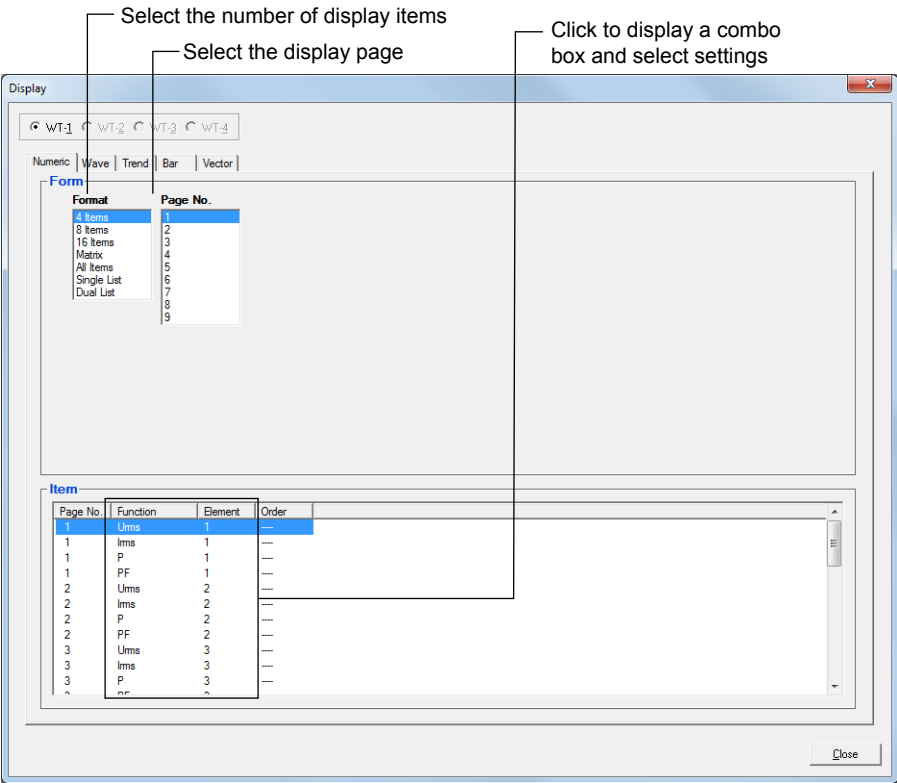 Select the number of display items
Select the display page
Click to display a combo
box and select settings
Display
WT-1 WT-2 WT-3 WT-4
Numeric Wave Trend Bar Vector
Form
Format Page No.
4 Items 1
8 Items 2
16 Items 3
Matrix 4
All Items 5
Single List 6
Dual List 7
8
9
Item
Page No. Function Element Order
1 Urms 1 ----
1 Irms 1 ----
1 P 1 ----
1 PF 1 ----
2 Urms 2 ----
2 Irms 2 ----
2 P 2 ----
2 PF 2 ----
3 Urms 3 ----
3 Irms 3 ----
3 P 3 ----
Close